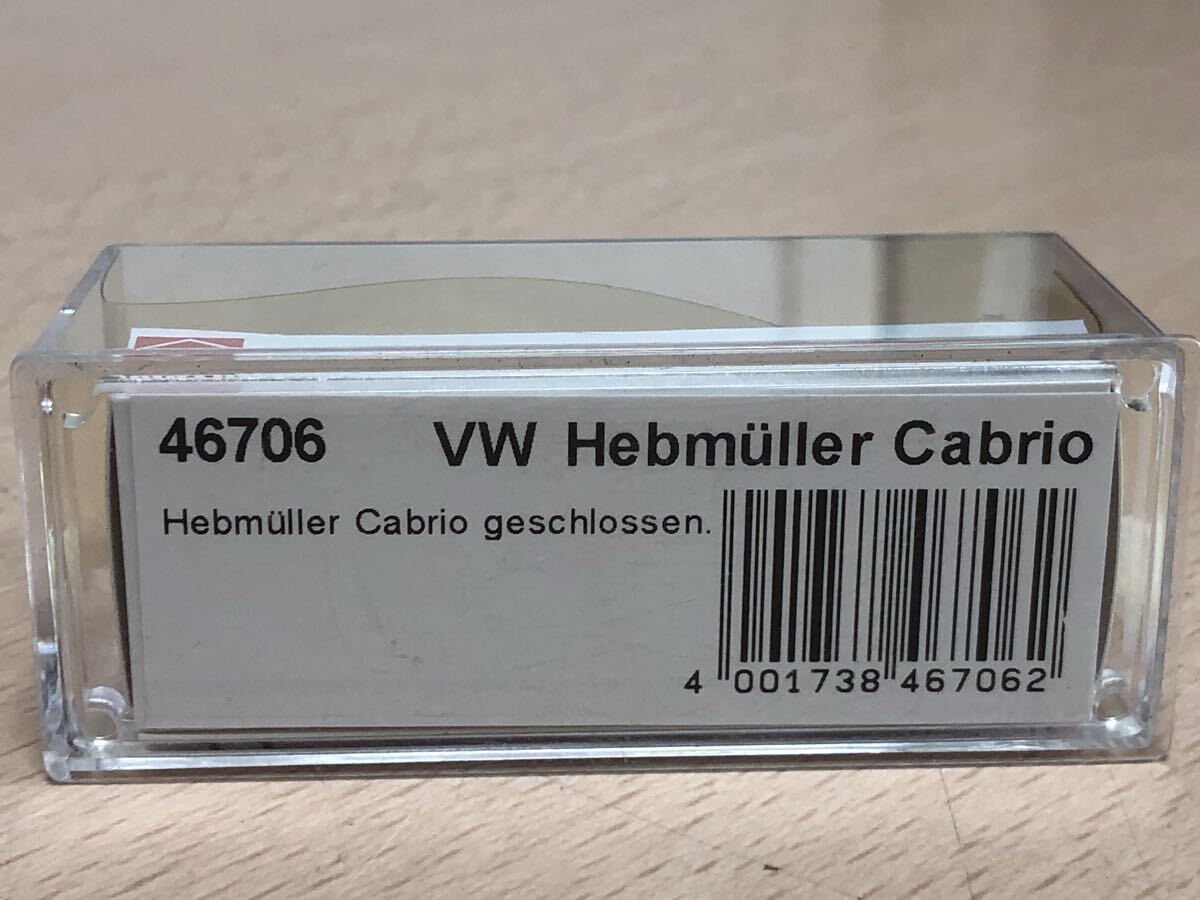 46706 VW Hebmüller Cabrio
Hebmüller Cabrio geschlossen.
4 001738 467062